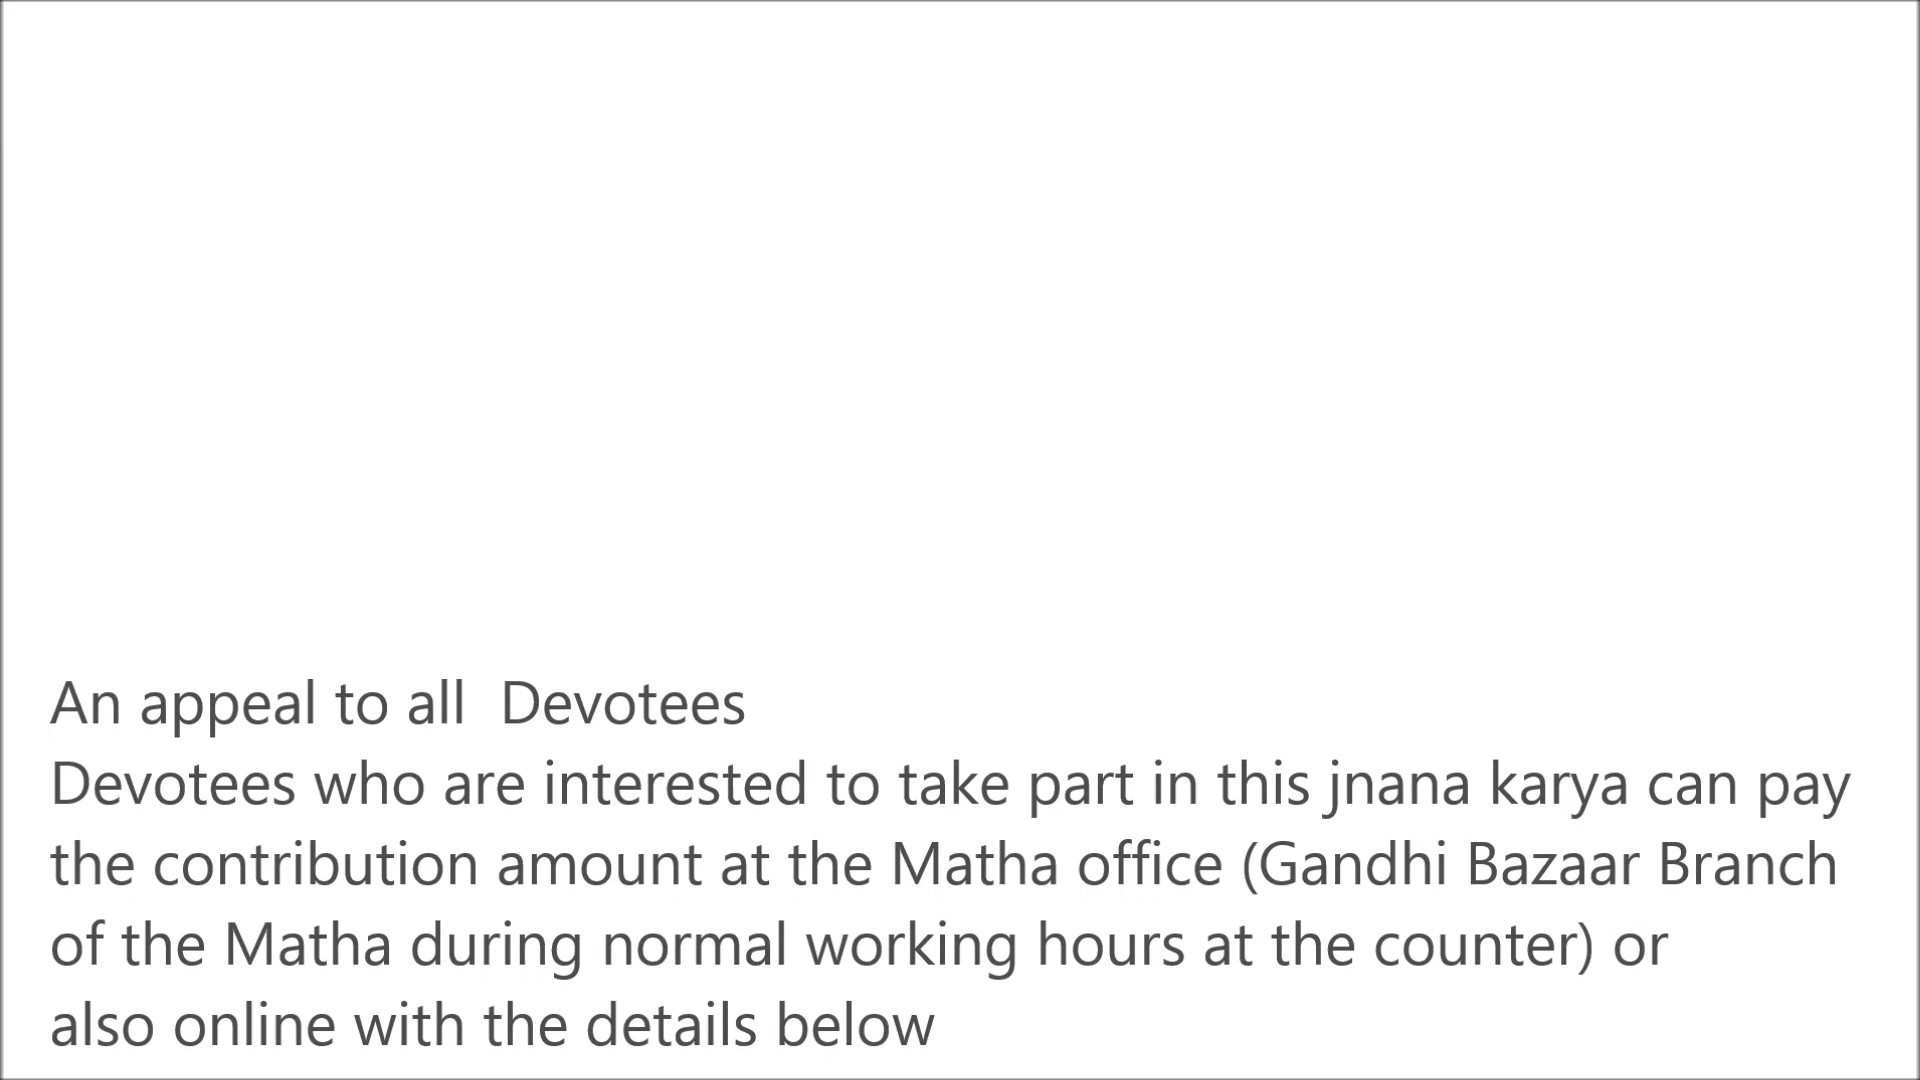 An appeal to all  Devotees
Devotees who are interested to take part in this jnana karya can pay
the contribution amount at the Matha office (Gandhi Bazaar Branch
of the Matha during normal working hours at the counter) or
also online with the details below